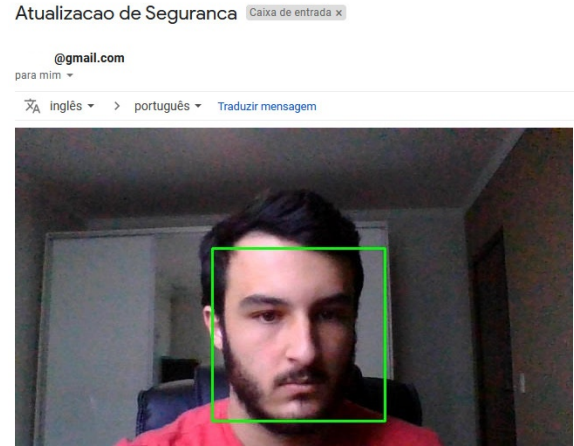 Atualizacao de Seguranca Caixa de entrada ×
@gmail.com
para mim
inglês > português Traduzir mensagem